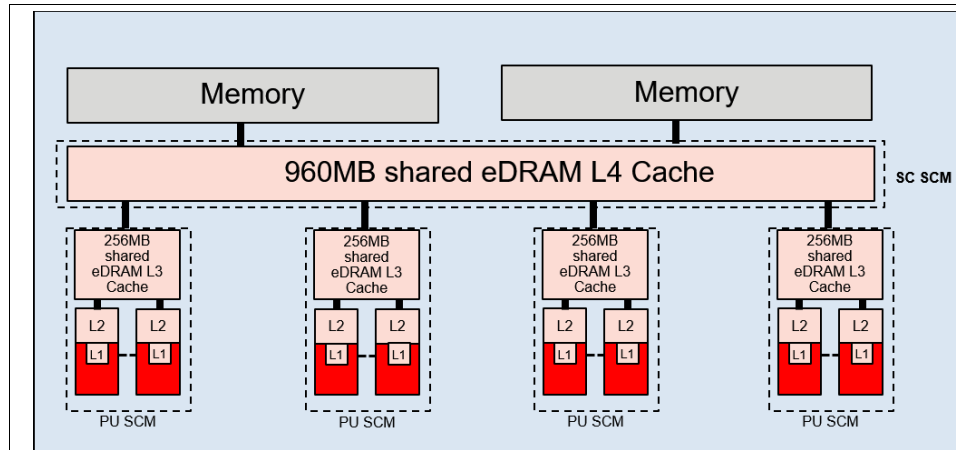 Memory
Memory
960MB shared eDRAM L4 Cache
SC SCM
256MB
shared
eDRAM L3
Cache
L2
L2
L1
L1
PU SCM
256MB
shared
eDRAM L3
Cache
L2
L2
L1
L1
PU SCM
256MB
shared
eDRAM L3
Cache
L2
L2
L1
L1
PU SCM
256MB
shared
eDRAM L3
Cache
L2
L2
L1
L1
PU SCM